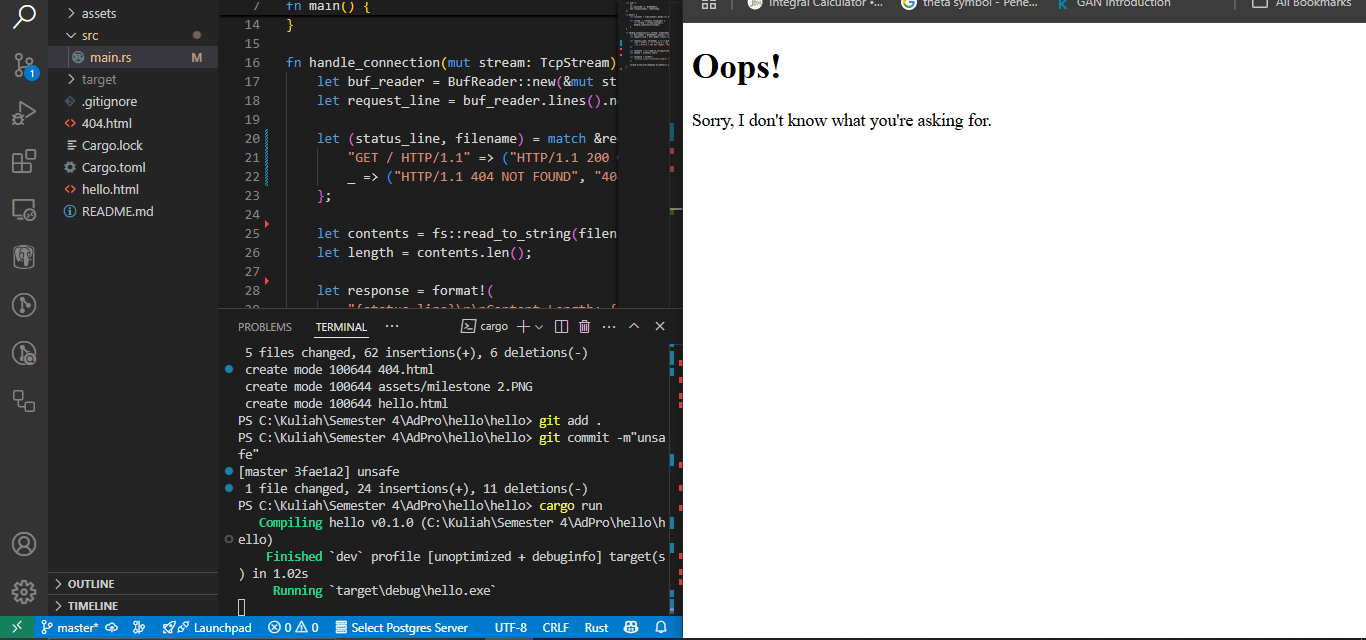 assets
src
main.rs M
target
.gitignore
404.html
Cargo.lock
Cargo.toml
hello.html
README.md
OUTLINE
TIMELINE
1
7 fn main() {
14 }
15
16 fn handle_connection(mut stream: TcpStream)
17 let buf_reader = BufReader::new(&mut st
18 let request_line = buf_reader.lines().n
19
20 let (status_line, filename) = match &re
21 "GET / HTTP/1.1" => ("HTTP/1.1 200
22 _ => ("HTTP/1.1 404 NOT FOUND", "40
23 };
24
25 let contents = fs::read_to_string(filen
26 let length = contents.len();
27
28 let response = format!(
PROBLEMS TERMINAL ··· cargo
5 files changed, 62 insertions(+), 6 deletions(-)
create mode 100644 404.html
create mode 100644 assets/milestone 2.PNG
create mode 100644 hello.html
PS C:\Kuliah\Semester 4\AdPro\hello\hello> git add .
PS C:\Kuliah\Semester 4\AdPro\hello\hello> git commit -m"unsa
fe"
[master 3fae1a2] unsafe
1 file changed, 24 insertions(+), 11 deletions(-)
PS C:\Kuliah\Semester 4\AdPro\hello\hello> cargo run
Compiling hello v0.1.0 (C:\Kuliah\Semester 4\AdPro\hello\h
ello)
Finished `dev` profile [unoptimized + debuginfo] target(s
) in 1.02s
Running `target\debug\hello.exe`
master* Launchpad 0 0 Select Postgres Server UTF-8 CRLF Rust
Integral Calculator •... theta symbol - Pene... GAN Introduction All Bookmarks
Oops!
Sorry, I don't know what you're asking for.